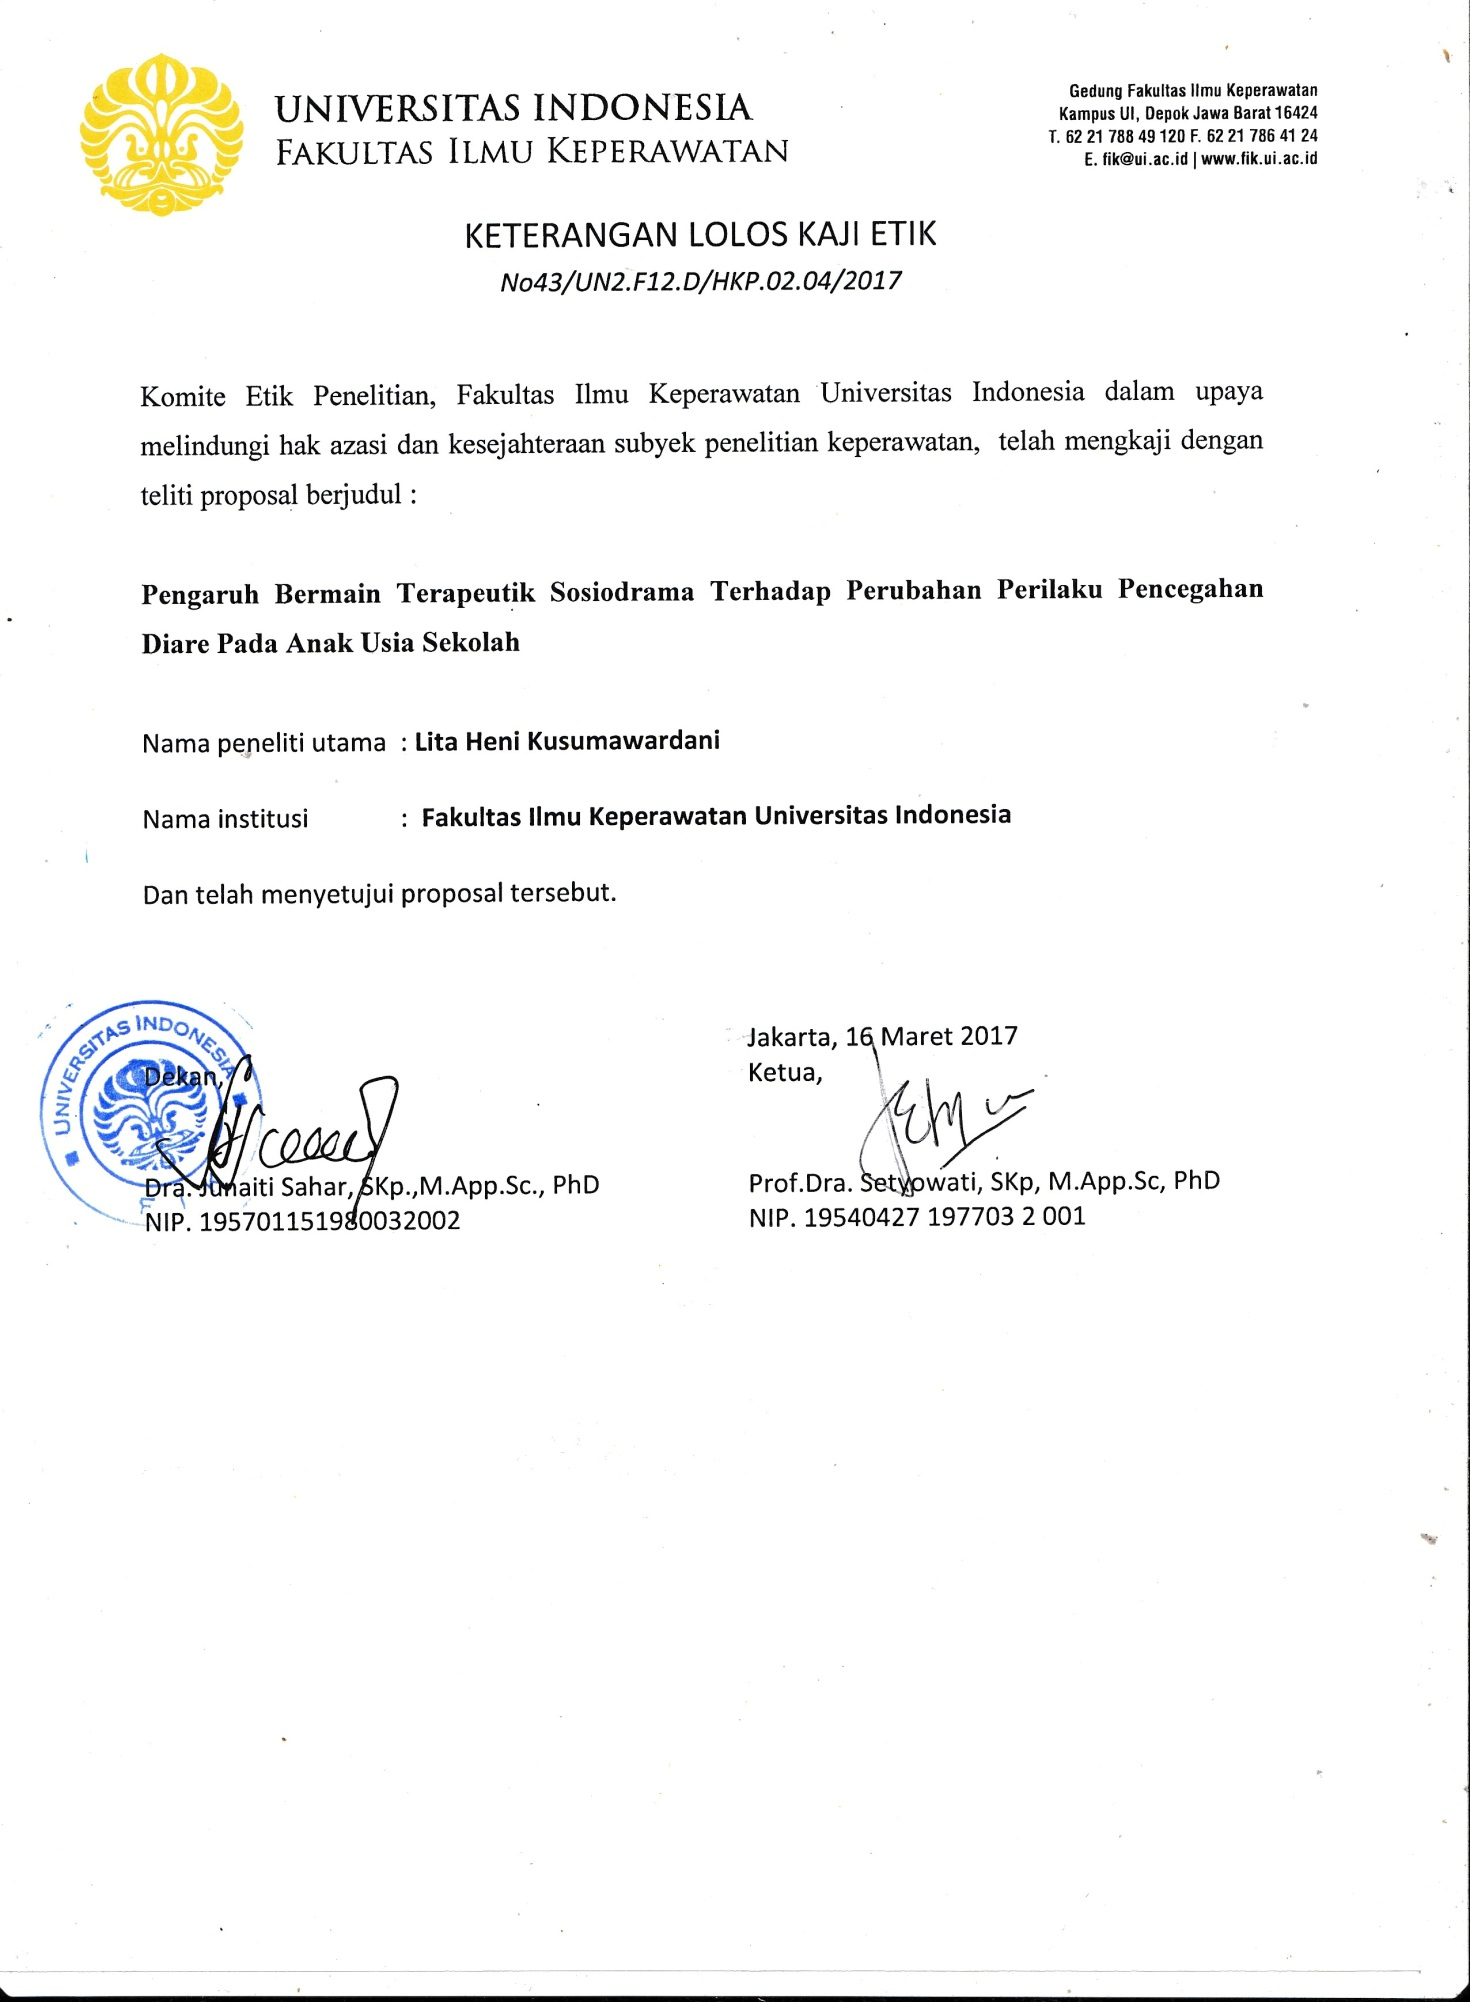 UNIVERSITAS INDONESIA
FAKULTAS ILMU KEPERAWATAN
Gedung Fakultas Ilmu Keperawatan
Kampus UI, Depok Jawa Barat 16424
T. 62 21 788 49 120 F. 62 21 786 41 24
E. fik@ui.ac.id | www.fik.ui.ac.id
KETERANGAN LOLOS KAJI ETIK
No43/UN2.F12.D/HKP.02.04/2017
Komite Etik Penelitian, Fakultas Ilmu Keperawatan Universitas Indonesia dalam upaya
melindungi hak azasi dan kesejahteraan subyek penelitian keperawatan, telah mengkaji dengan
teliti proposal berjudul :
Pengaruh Bermain Terapeutik Sosiodrama Terhadap Perubahan Perilaku Pencegahan
Diare Pada Anak Usia Sekolah
Nama peneliti utama : Lita Heni Kusumawardani
Nama institusi : Fakultas Ilmu Keperawatan Universitas Indonesia
Dan telah menyetujui proposal tersebut.
UNIVERSITAS INDONESIA
Dekan,
Dra. Junaiti Sahar, SKp.,M.App.Sc., PhD
NIP. 195701151980032002
Jakarta, 16 Maret 2017
Ketua,
Prof.Dra. Setyowati, SKp, M.App.Sc, PhD
NIP. 19540427 197703 2 001